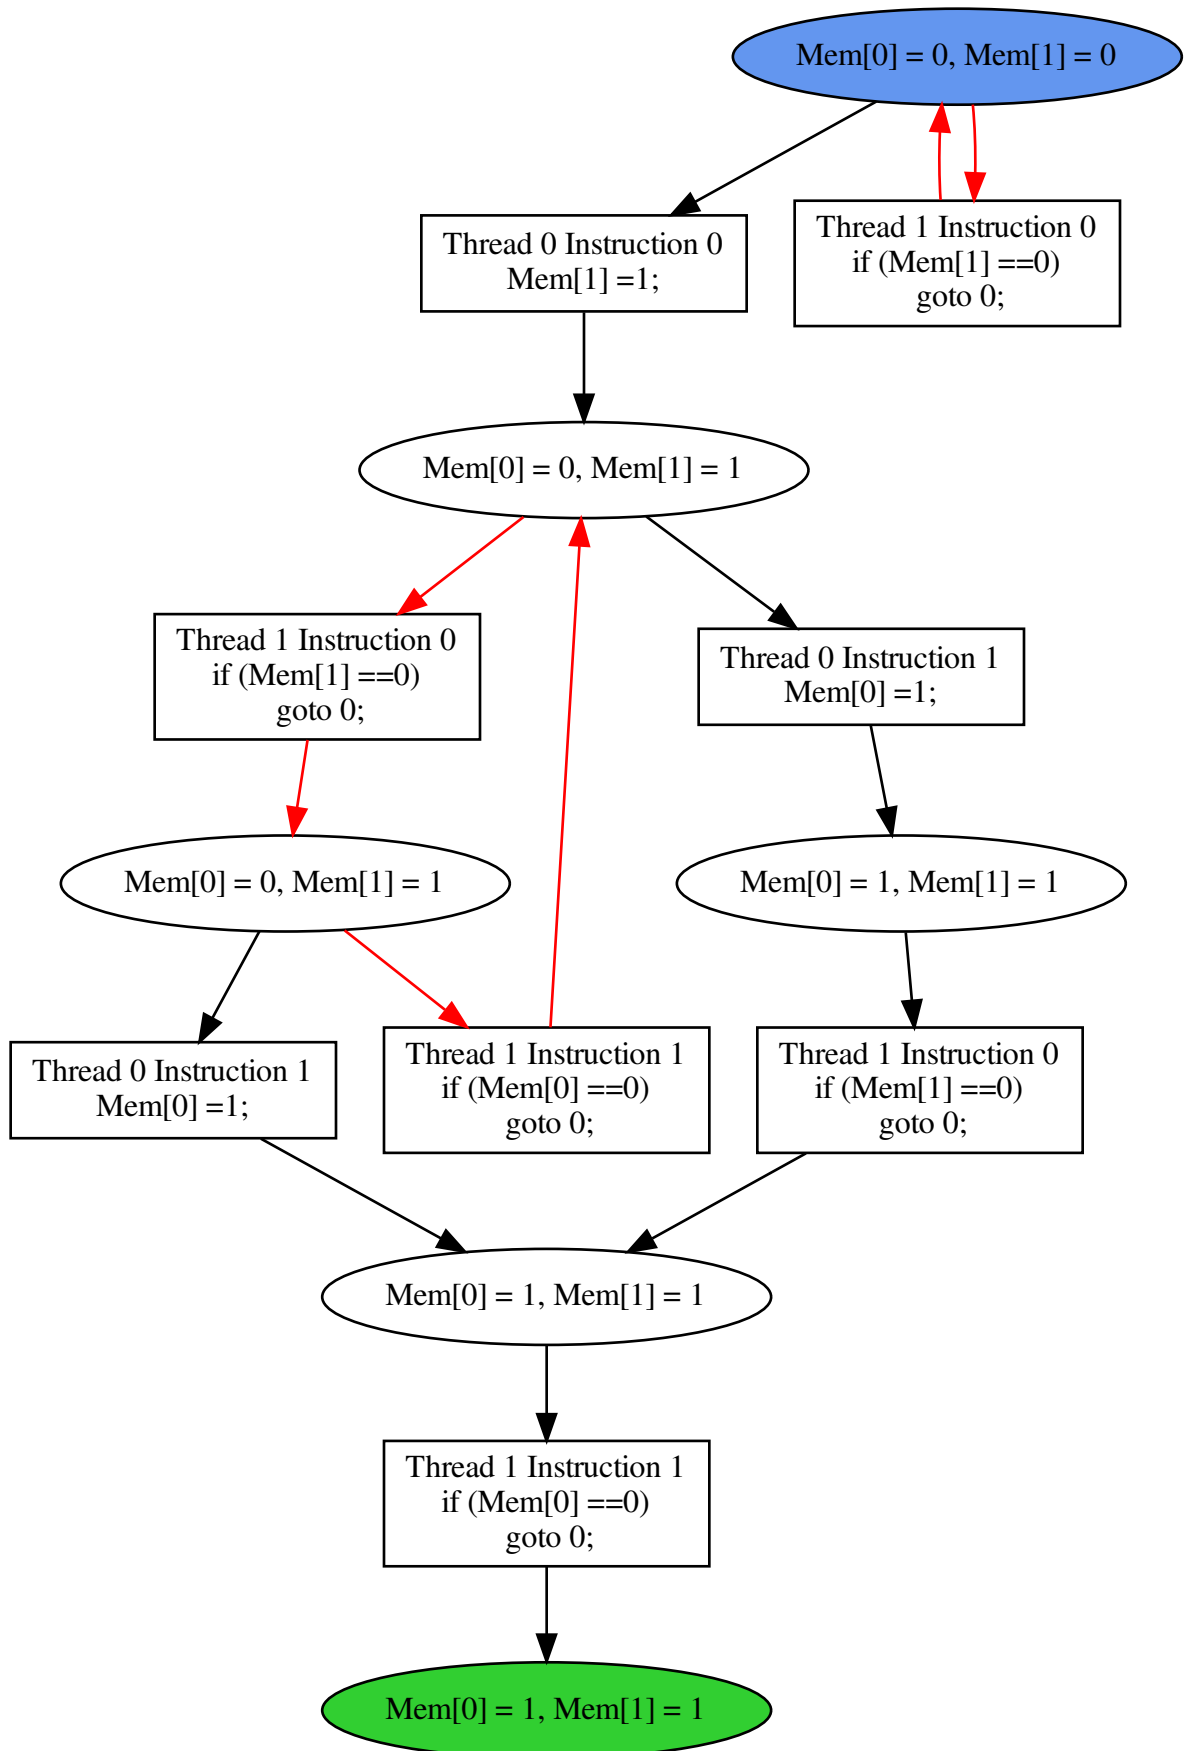 Mem[0] = 0, Mem[1] = 0
Thread 0 Instruction 0
Mem[1] =1;
Thread 1 Instruction 0
if (Mem[1] ==0)
goto 0;
Mem[0] = 0, Mem[1] = 1
Thread 1 Instruction 0
if (Mem[1] ==0)
goto 0;
Thread 0 Instruction 1
Mem[0] =1;
Mem[0] = 0, Mem[1] = 1
Mem[0] = 1, Mem[1] = 1
Thread 0 Instruction 1
Mem[0] =1;
Thread 1 Instruction 1
if (Mem[0] ==0)
goto 0;
Thread 1 Instruction 0
if (Mem[1] ==0)
goto 0;
Mem[0] = 1, Mem[1] = 1
Thread 1 Instruction 1
if (Mem[0] ==0)
goto 0;
Mem[0] = 1, Mem[1] = 1